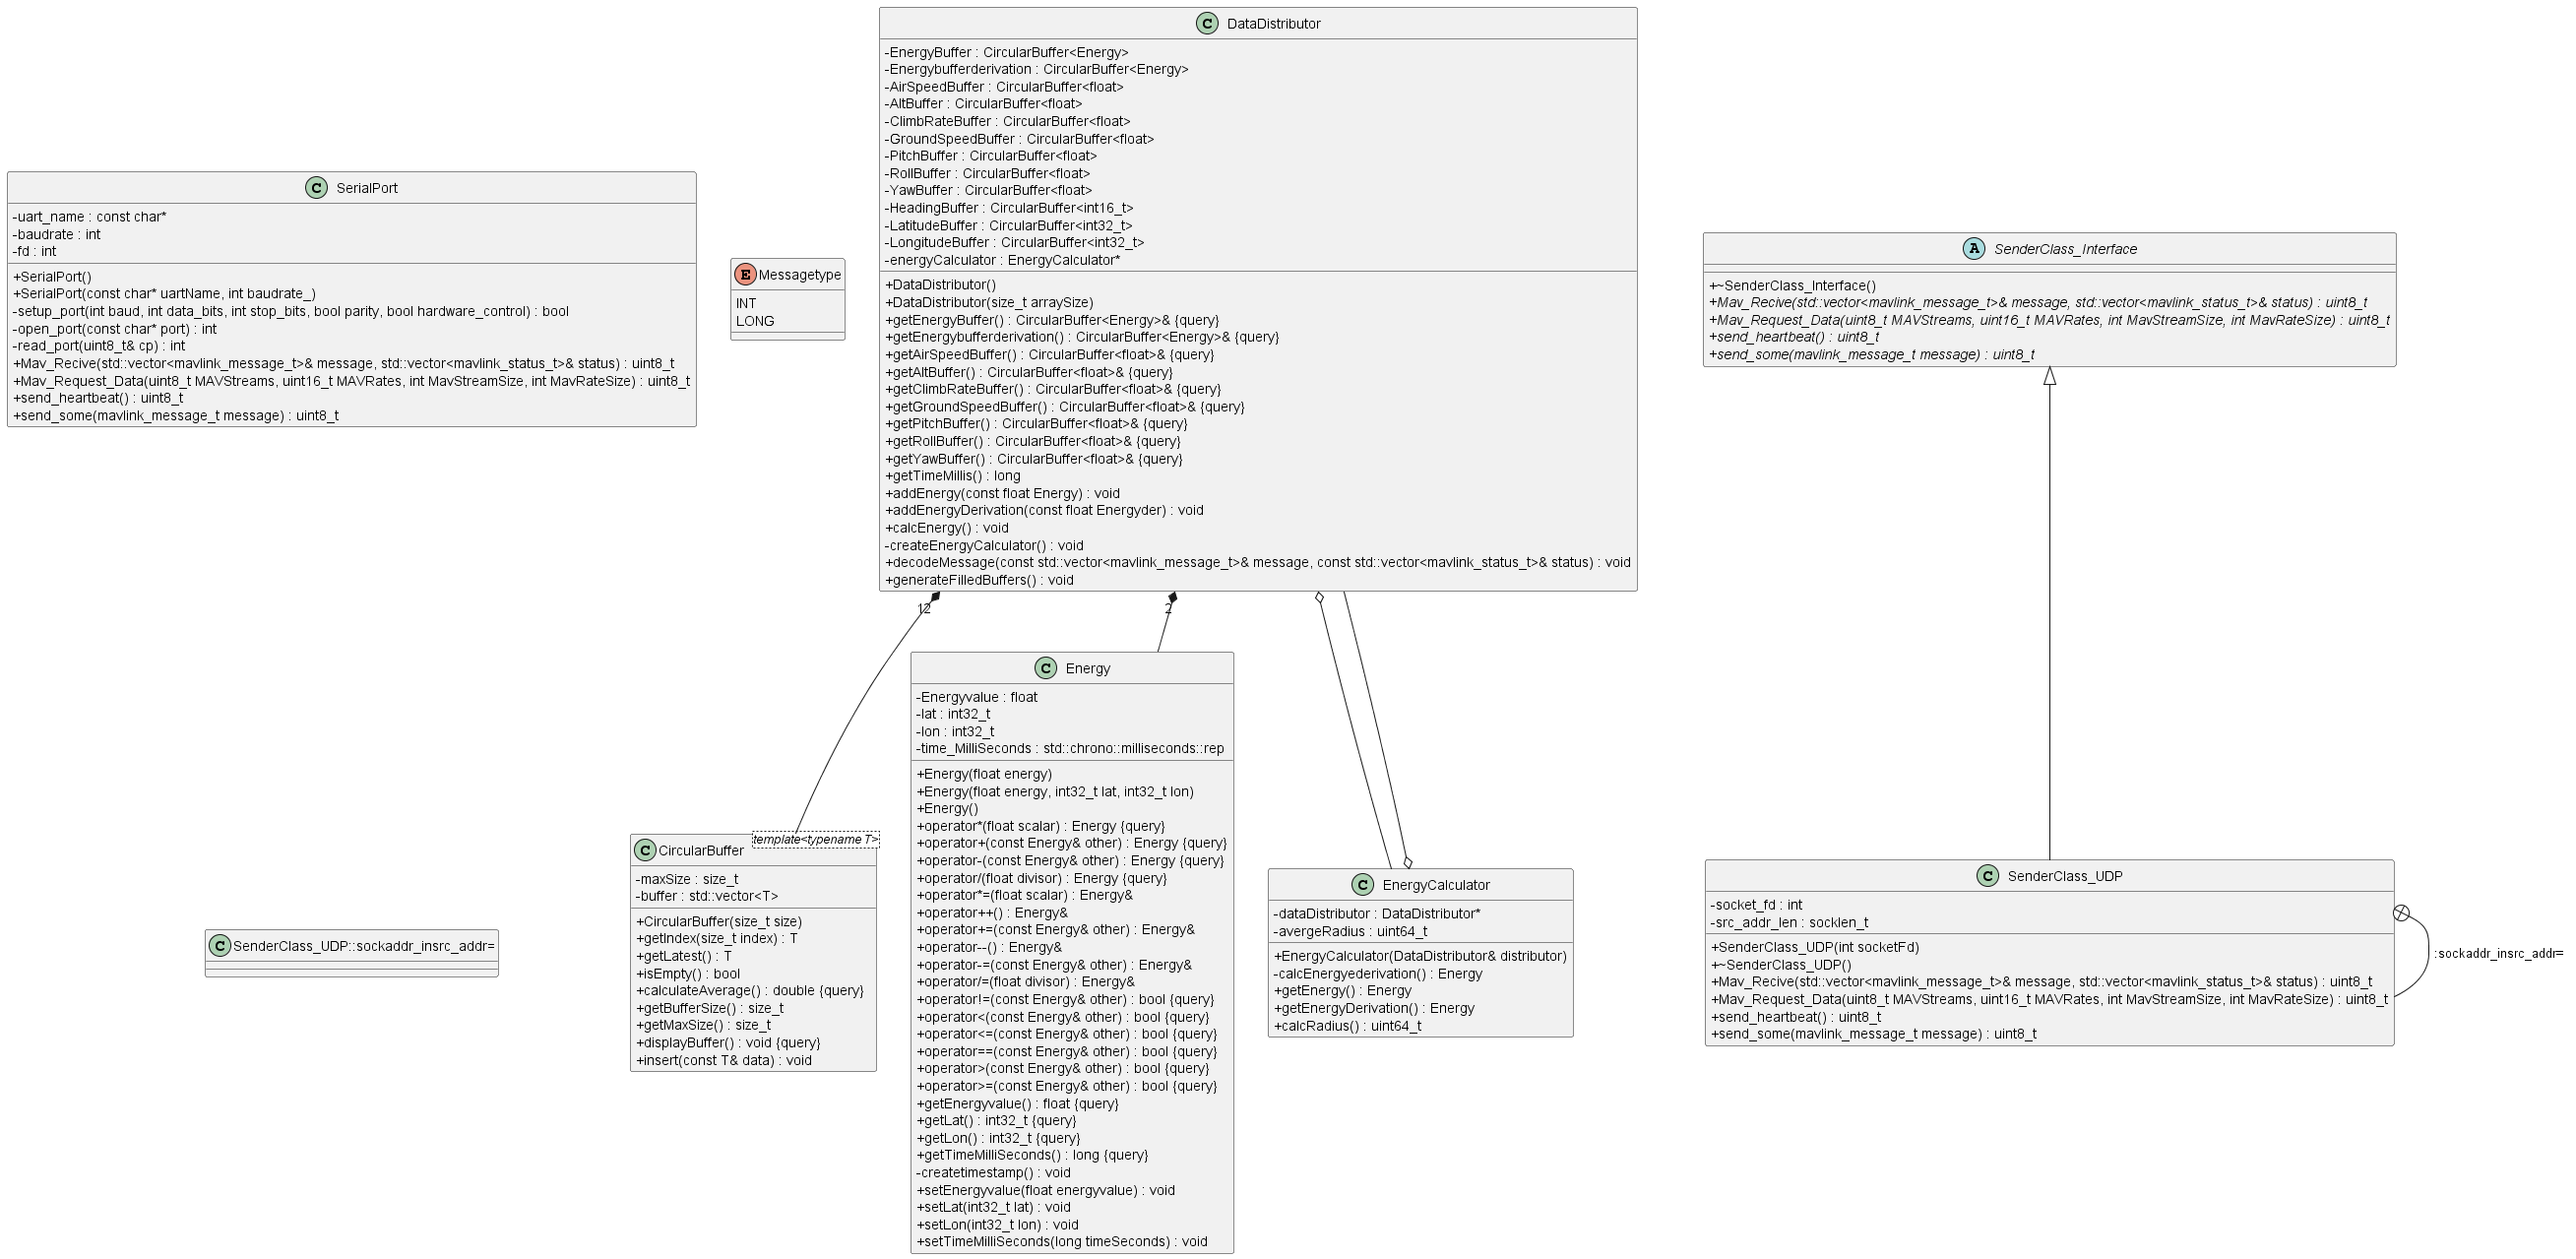 C DataDistributor
-EnergyBuffer : CircularBuffer<Energy>
-Energybufferderivation : CircularBuffer<Energy>
-AirSpeedBuffer : CircularBuffer<float>
-AltBuffer : CircularBuffer<float>
-ClimbRateBuffer : CircularBuffer<float>
-GroundSpeedBuffer : CircularBuffer<float>
-PitchBuffer : CircularBuffer<float>
-RollBuffer : CircularBuffer<float>
-YawBuffer : CircularBuffer<float>
-HeadingBuffer : CircularBuffer<int16_t>
-LatitudeBuffer : CircularBuffer<int32_t>
-LongitudeBuffer : CircularBuffer<int32_t>
-energyCalculator : EnergyCalculator*
+DataDistributor()
+DataDistributor(size_t arraySize)
+getEnergyBuffer() : CircularBuffer<Energy>& {query}
+getEnergybufferderivation() : CircularBuffer<Energy>& {query}
+getAirSpeedBuffer() : CircularBuffer<float>& {query}
+getAltBuffer() : CircularBuffer<float>& {query}
+getClimbRateBuffer() : CircularBuffer<float>& {query}
+getGroundSpeedBuffer() : CircularBuffer<float>& {query}
+getPitchBuffer() : CircularBuffer<float>& {query}
+getRollBuffer() : CircularBuffer<float>& {query}
+getYawBuffer() : CircularBuffer<float>& {query}
+getTimeMillis() : long
+addEnergy(const float Energy) : void
+addEnergyDerivation(const float Energyder) : void
+calcEnergy() : void
-createEnergyCalculator() : void
+decodeMessage(const std::vector<mavlink_message_t>& message, const std::vector<mavlink_status_t>& status) : void
+generateFilledBuffers() : void
C SerialPort
-uart_name : const char*
-baudrate : int
-fd : int
+SerialPort()
+SerialPort(const char* uartName, int baudrate_)
-setup_port(int baud, int data_bits, int stop_bits, bool parity, bool hardware_control) : bool
-open_port(const char* port) : int
-read_port(uint8_t& cp) : int
+Mav_Recive(std::vector<mavlink_message_t>& message, std::vector<mavlink_status_t>& status) : uint8_t
+Mav_Request_Data(uint8_t MAVStreams, uint16_t MAVRates, int MavStreamSize, int MavRateSize) : uint8_t
+send_heartbeat() : uint8_t
+send_some(mavlink_message_t message) : uint8_t
E Messagetype
INT
LONG
A SenderClass_Interface
+~SenderClass_Interface()
+Mav_Recive(std::vector<mavlink_message_t>& message, std::vector<mavlink_status_t>& status) : uint8_t
+Mav_Request_Data(uint8_t MAVStreams, uint16_t MAVRates, int MavStreamSize, int MavRateSize) : uint8_t
+send_heartbeat() : uint8_t
+send_some(mavlink_message_t message) : uint8_t
12
2
C Energy
-Energyvalue : float
-lat : int32_t
-lon : int32_t
-time_MilliSeconds : std::chrono::milliseconds::rep
+Energy(float energy)
+Energy(float energy, int32_t lat, int32_t lon)
+Energy()
+operator*(float scalar) : Energy {query}
+operator+(const Energy& other) : Energy {query}
+operator-(const Energy& other) : Energy {query}
+operator/(float divisor) : Energy {query}
+operator*=(float scalar) : Energy&
+operator++() : Energy&
+operator+=(const Energy& other) : Energy&
+operator--() : Energy&
+operator-=(const Energy& other) : Energy&
+operator/=(float divisor) : Energy&
+operator!=(const Energy& other) : bool {query}
+operator<(const Energy& other) : bool {query}
+operator<=(const Energy& other) : bool {query}
+operator==(const Energy& other) : bool {query}
+operator>(const Energy& other) : bool {query}
+operator>=(const Energy& other) : bool {query}
+getEnergyvalue() : float {query}
+getLat() : int32_t {query}
+getLon() : int32_t {query}
+getTimeMilliSeconds() : long {query}
-createtimestamp() : void
+setEnergyvalue(float energyvalue) : void
+setLat(int32_t lat) : void
+setLon(int32_t lon) : void
+setTimeMilliSeconds(long timeSeconds) : void
C CircularBuffer
template<typename T>
-maxSize : size_t
-buffer : std::vector<T>
+CircularBuffer(size_t size)
+getIndex(size_t index) : T
+getLatest() : T
+isEmpty() : bool
+calculateAverage() : double {query}
+getBufferSize() : size_t
+getMaxSize() : size_t
+displayBuffer() : void {query}
+insert(const T& data) : void
C EnergyCalculator
-dataDistributor : DataDistributor*
-avergeRadius : uint64_t
+EnergyCalculator(DataDistributor& distributor)
-calcEnergyederivation() : Energy
+getEnergy() : Energy
+getEnergyDerivation() : Energy
+calcRadius() : uint64_t
C SenderClass_UDP
-socket_fd : int
-src_addr_len : socklen_t
+SenderClass_UDP(int socketFd)
+~SenderClass_UDP()
+Mav_Recive(std::vector<mavlink_message_t>& message, std::vector<mavlink_status_t>& status) : uint8_t
+Mav_Request_Data(uint8_t MAVStreams, uint16_t MAVRates, int MavStreamSize, int MavRateSize) : uint8_t
+send_heartbeat() : uint8_t
+send_some(mavlink_message_t message) : uint8_t
:sockaddr_insrc_addr=
C SenderClass_UDP::sockaddr_insrc_addr=